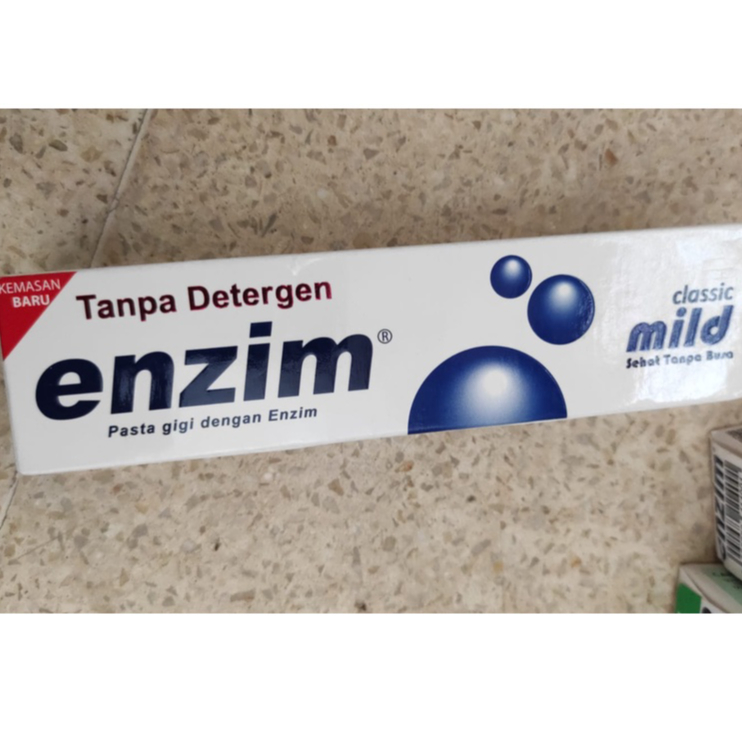 KEMASAN
BARU
Tanpa Detergen
enzim®
Pasta gigi dengan Enzim
classic
mild
Sehat Tanpa Busa